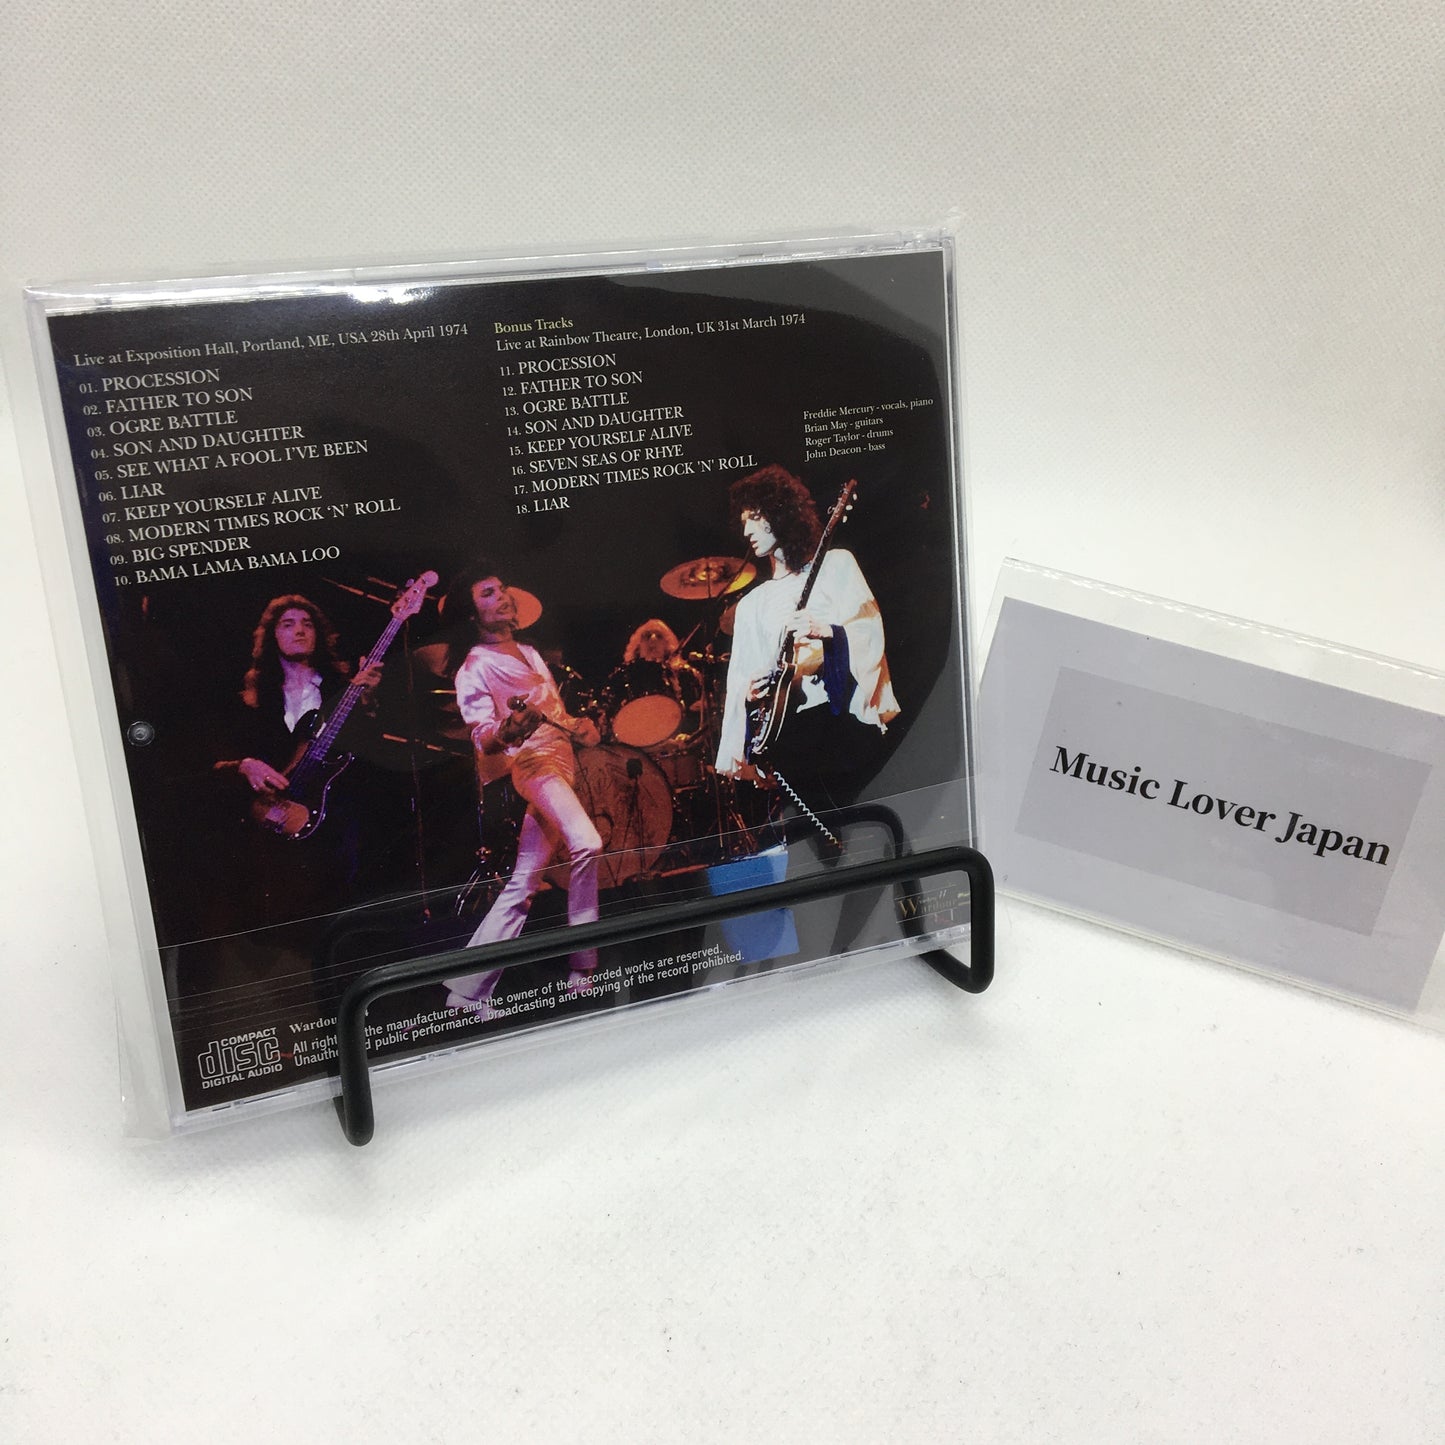 Live at Exposition Hall, Portland, ME, USA 28th April 1974
01. PROCESSION
02. FATHER TO SON
03. OGRE BATTLE
04. SON AND DAUGHTER
05. SEE WHAT A FOOL I'VE BEEN
06. LIAR
07. KEEP YOURSELF ALIVE
08. MODERN TIMES ROCK ‘N’ ROLL
09. BIG SPENDER
10. BAMA LAMA BAMA LOO
Bonus Tracks
Live at Rainbow Theatre, London, UK 31st March 1974
11. PROCESSION
12. FATHER TO SON
13. OGRE BATTLE
14. SON AND DAUGHTER
15. KEEP YOURSELF ALIVE
16. SEVEN SEAS OF RHYE
17. MODERN TIMES ROCK 'N' ROLL
18. LIAR
Freddie Mercury - vocals, piano
Brian May - guitars
Roger Taylor - drums
John Deacon - bass
Wardour
COMPACT
disc
DIGITAL AUDIO
All right the manufacturer and the owner of the recorded works are reserved.
public performance, broadcasting and copying of the record prohibited.
Music Lover Japan